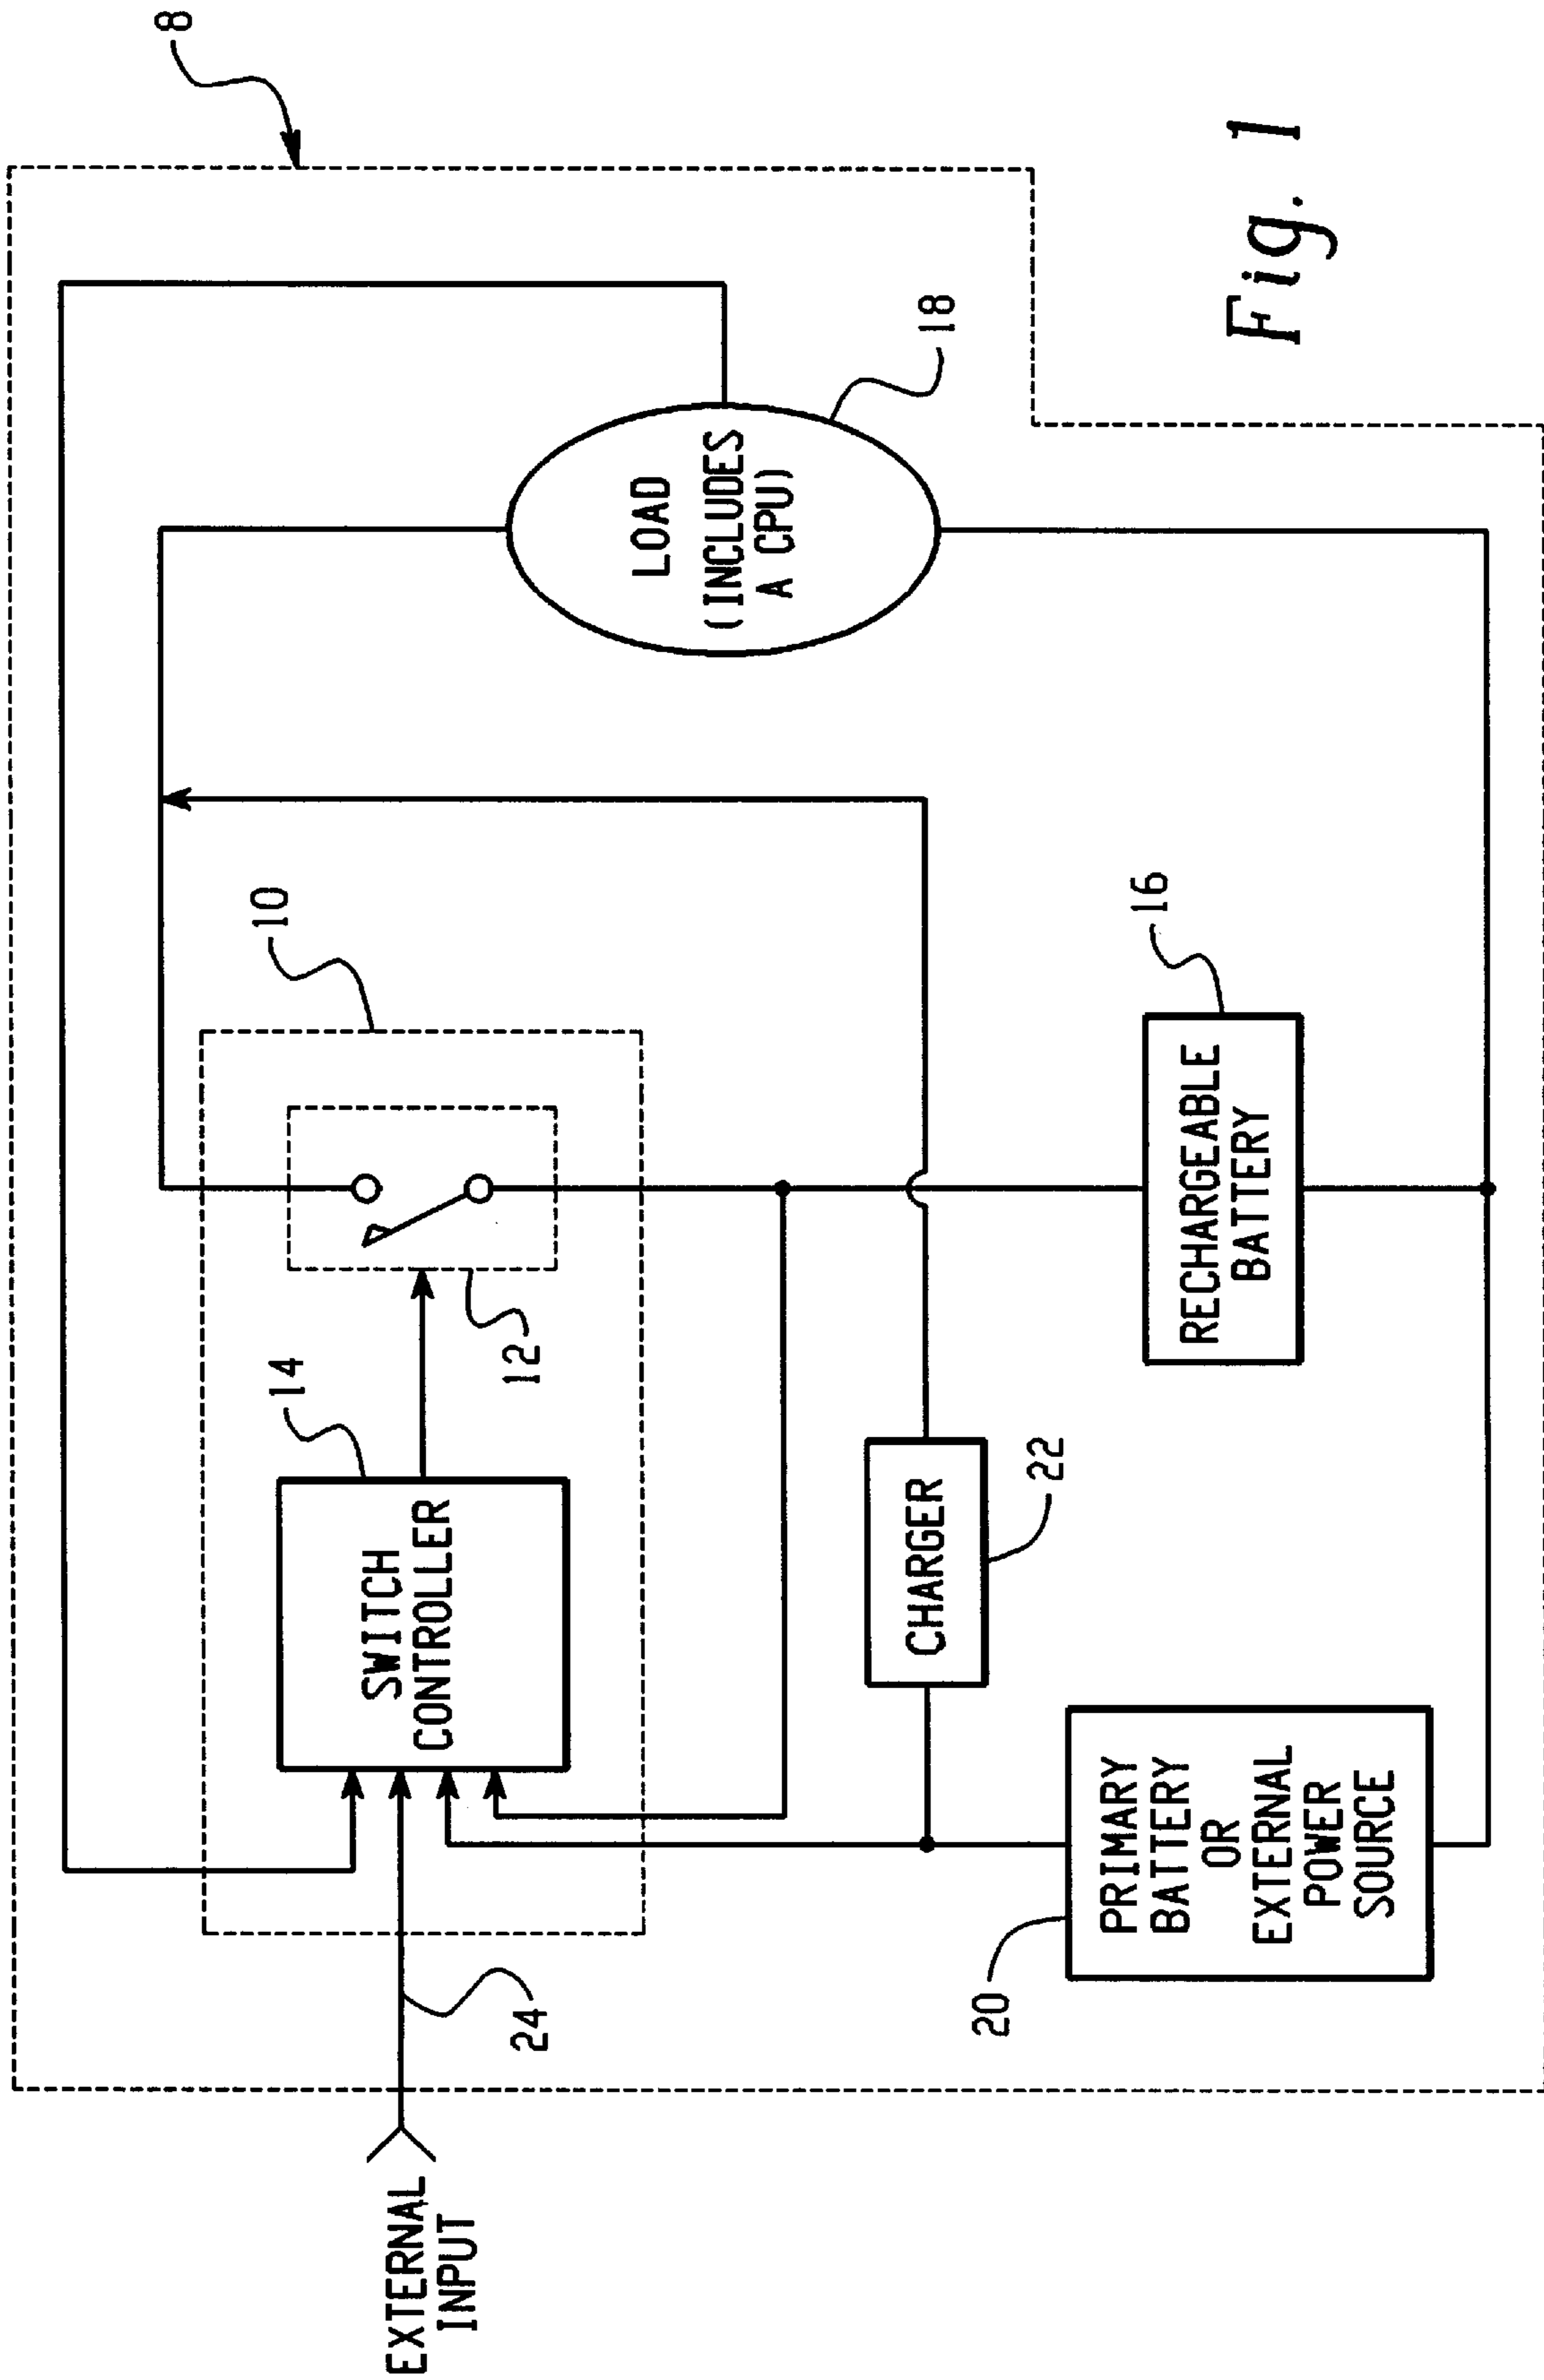 8
10
14
SWITCH
CONTROLLER
12
EXTERNAL
INPUT
24
LOAD
(INCLUDES
A CPU)
18
CHARGER
22
16
RECHARGEABLE
BATTERY
20
PRIMARY
BATTERY
OR
EXTERNAL
POWER
SOURCE
Fig. 1